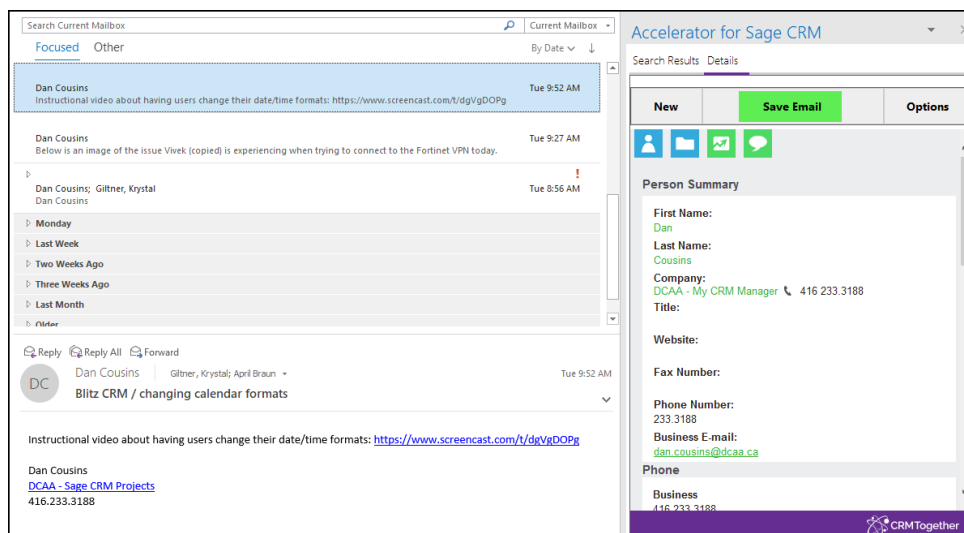 Search Current Mailbox
Current Mailbox
Focused Other
By Date
Dan Cousins Tue 9:52 AM
Instructional video about having users change their date/time formats: https://www.screencast.com/t/dgVgDOPg
Dan Cousins Tue 9:27 AM
Below is an image of the issue Vivek (copied) is experiencing when trying to connect to the Fortinet VPN today.
!
Dan Cousins; Giltner, Krystal Tue 8:56 AM
Dan Cousins
Monday
Last Week
Two Weeks Ago
Three Weeks Ago
Last Month
Older
Reply Reply All Forward
DC
Dan Cousins Giltner, Krystal; April Braun Tue 9:52 AM
Blitz CRM / changing calendar formats
Instructional video about having users change their date/time formats: https://www.screencast.com/t/dgVgDOPg
Dan Cousins
DCAA - Sage CRM Projects
416.233.3188
Accelerator for Sage CRM
Search Results Details
New Save Email Options
Person Summary
First Name:
Dan
Last Name:
Cousins
Company:
DCAA - My CRM Manager 416 233.3188
Title:
Website:
Fax Number:
Phone Number:
233.3188
Business E-mail:
dan.cousins@dcaa.ca
Phone
Business
416 233.3188
CRMTogether